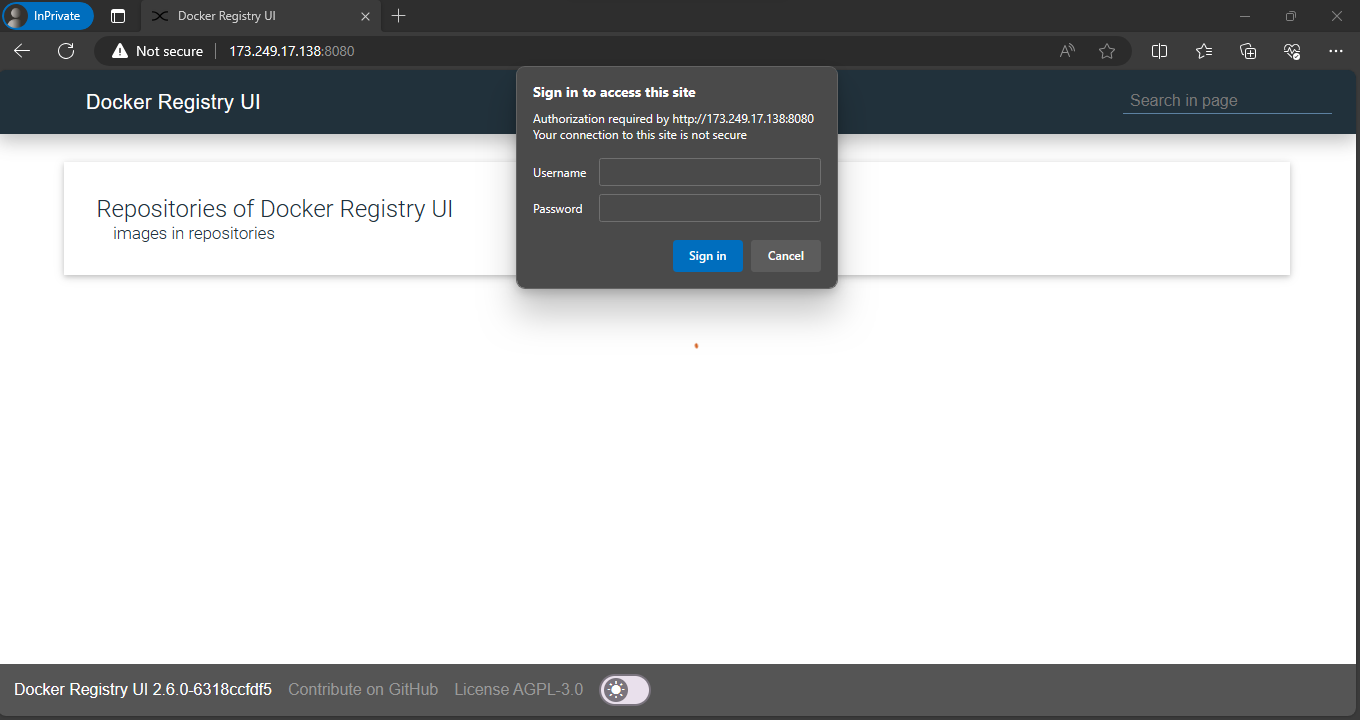 InPrivate
Docker Registry UI
Not secure
173.249.17.138:8080
Docker Registry UI
Search in page
Sign in to access this site
Authorization required by http://173.249.17.138:8080
Your connection to this site is not secure
Username
Password
Sign in
Cancel
Repositories of Docker Registry UI
images in repositories
Docker Registry UI 2.6.0-6318ccfdf5
Contribute on GitHub
License AGPL-3.0